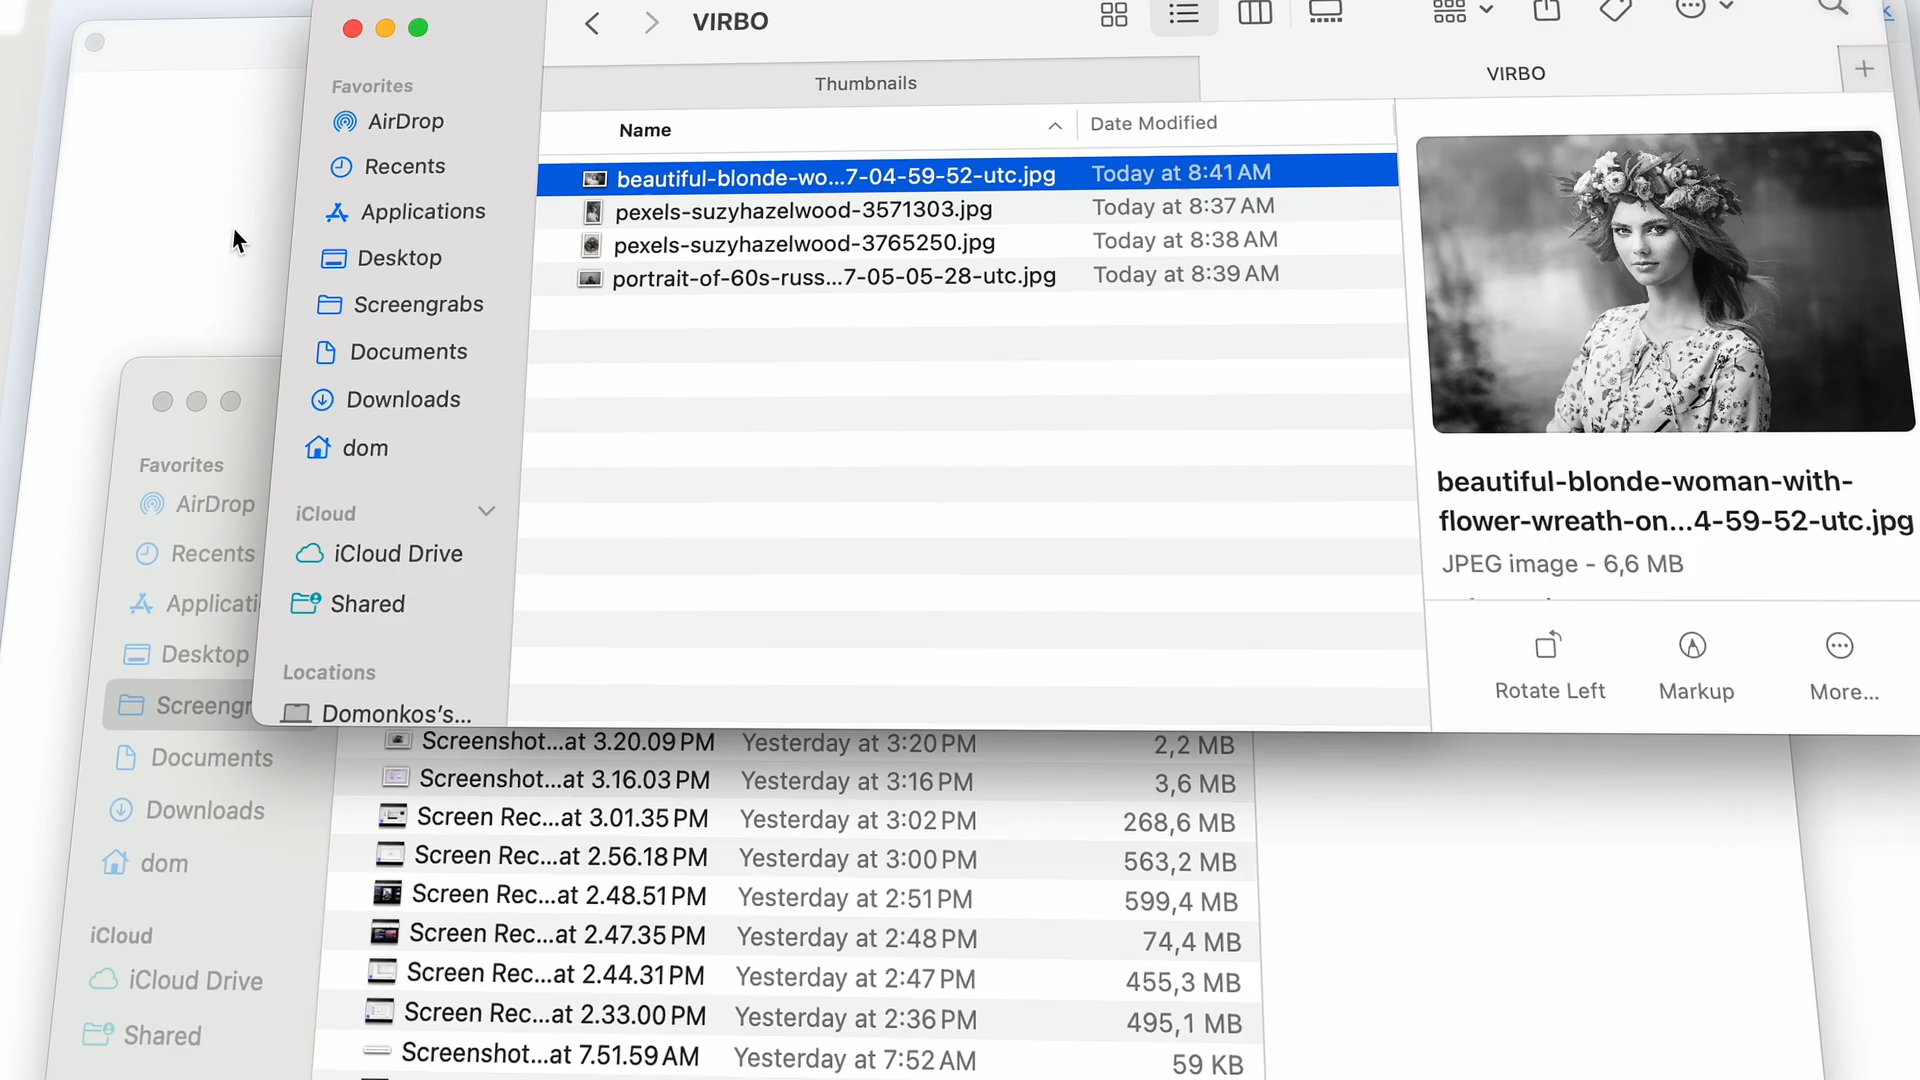 VIRBO
Thumbnails
VIRBO
Favorites
AirDrop
Recents
Applications
Desktop
Screengrabs
Documents
Downloads
dom
iCloud
iCloud Drive
Shared
Locations
Domonkos's...
Name
Date Modified
beautiful-blonde-wo...7-04-59-52-utc.jpg
Today at 8:41 AM
pexels-suzyhazelwood-3571303.jpg
Today at 8:37 AM
pexels-suzyhazelwood-3765250.jpg
Today at 8:38 AM
portrait-of-60s-russ...7-05-05-28-utc.jpg
Today at 8:39 AM
beautiful-blonde-woman-with-
flower-wreath-on...4-59-52-utc.jpg
JPEG image - 6,6 MB
Rotate Left
Markup
More...
Favorites
AirDrop
Recents
Applicati
Desktop
Screengr
Documents
Downloads
dom
iCloud
iCloud Drive
Shared
Screenshot...at 3.20.09 PM
Yesterday at 3:20 PM
2,2 MB
Screenshot...at 3.16.03 PM
Yesterday at 3:16 PM
3,6 MB
Screen Rec...at 3.01.35 PM
Yesterday at 3:02 PM
268,6 MB
Screen Rec...at 2.56.18 PM
Yesterday at 3:00 PM
563,2 MB
Screen Rec...at 2.48.51 PM
Yesterday at 2:51 PM
599,4 MB
Screen Rec...at 2.47.35 PM
Yesterday at 2:48 PM
74,4 MB
Screen Rec...at 2.44.31 PM
Yesterday at 2:47 PM
455,3 MB
Screen Rec...at 2.33.00 PM
Yesterday at 2:36 PM
495,1 MB
Screenshot...at 7.51.59 AM
Yesterday at 7:52 AM
59 KB